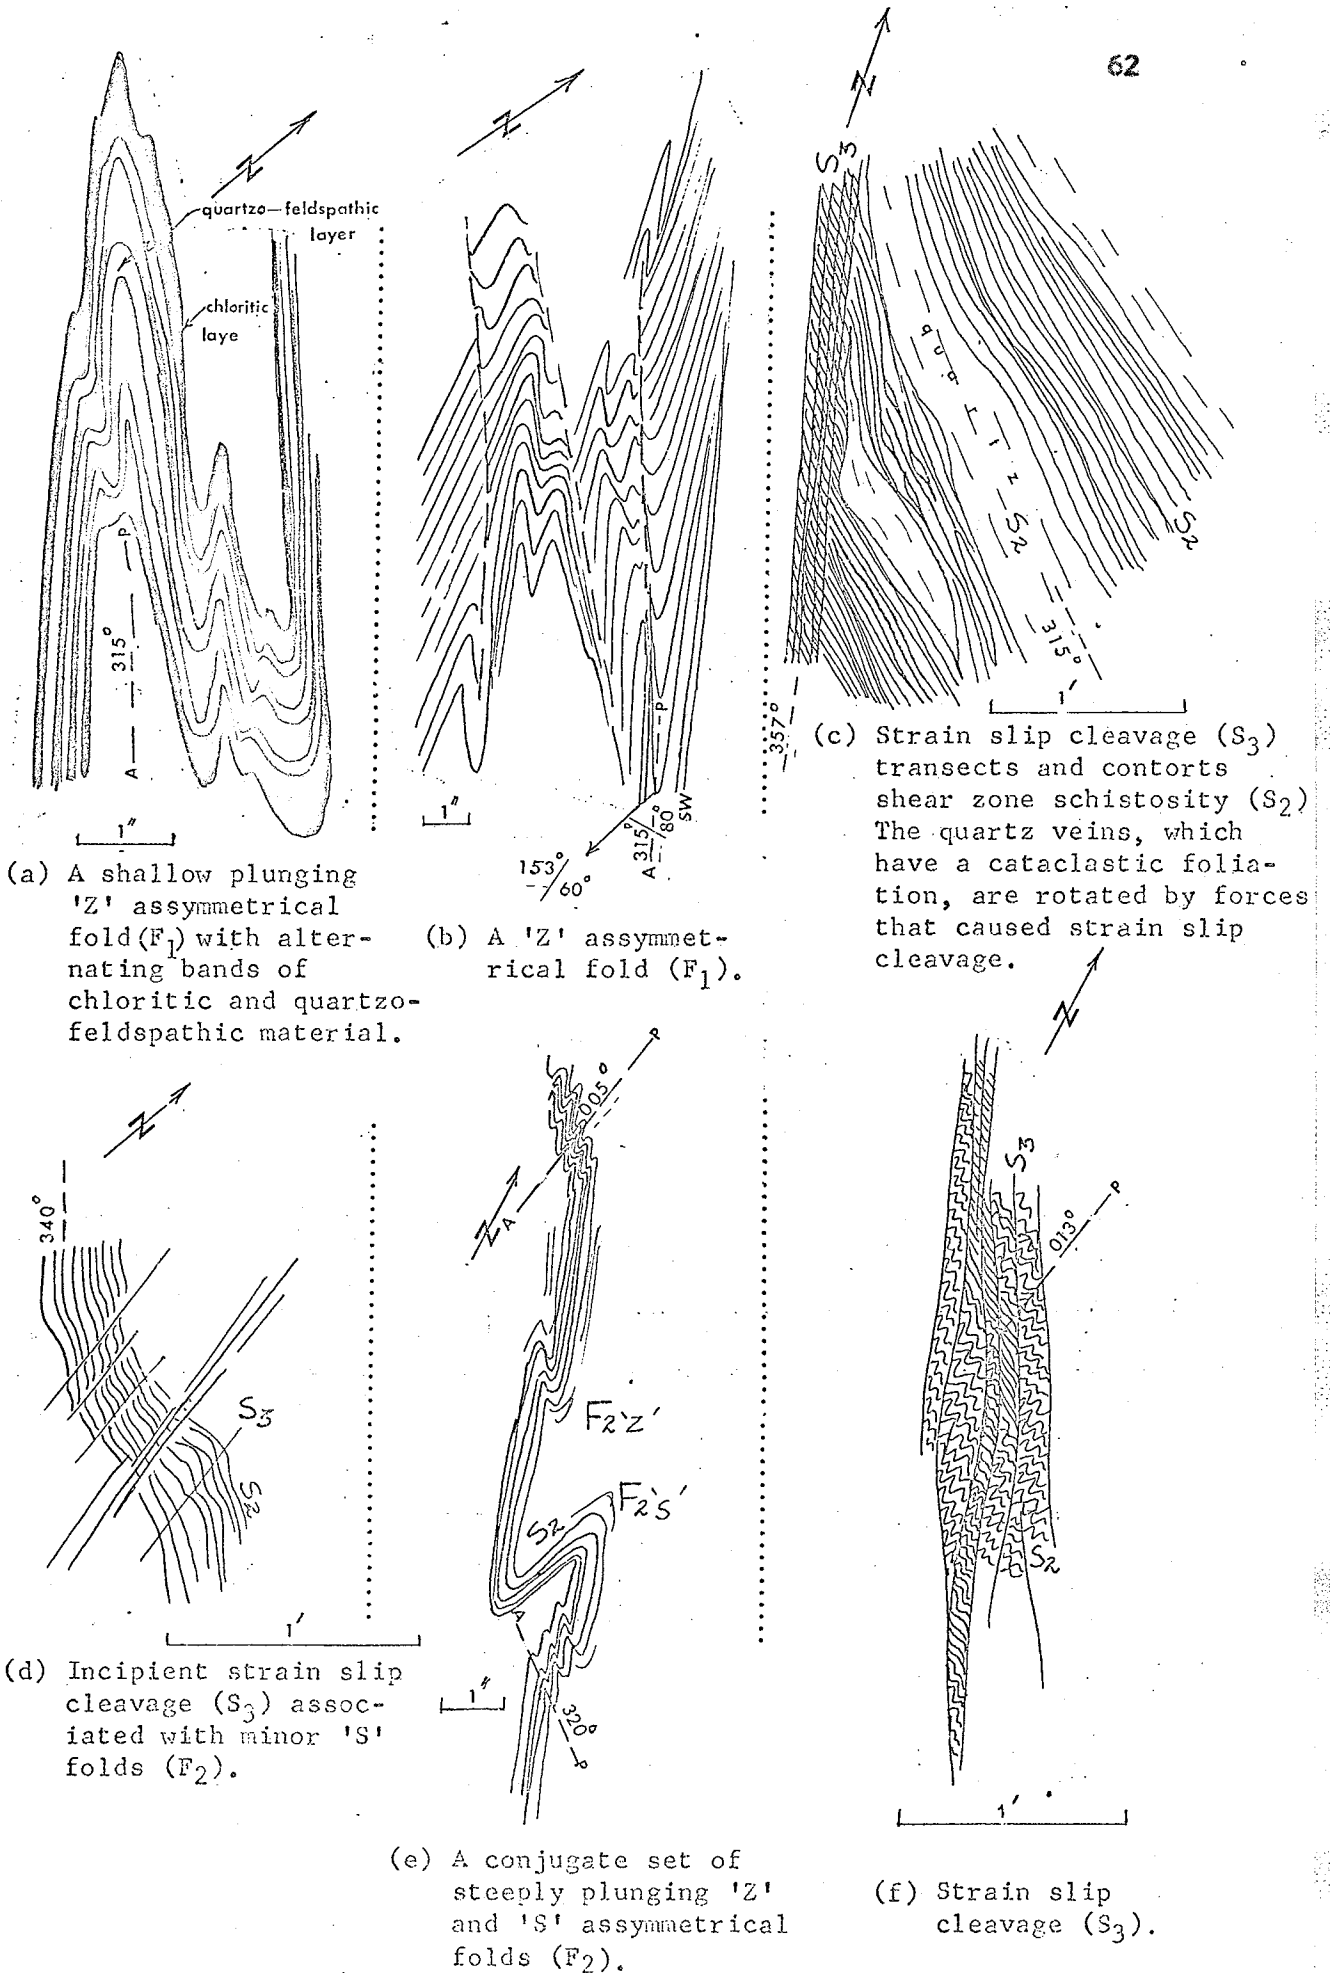 62
N
quartzo–feldspathic
layer
chloritic
laye
A — 315° — P
1"
(a) A shallow plunging
'Z' assymmetrical
fold(F1) with alter-
nating bands of
chloritic and quartzo-
feldspathic material.
N
P
A 315°/80° SW
153°/60°
1"
(b) A 'Z' assymmet-
rical fold (F1).
N
S3
quartz
S2
S2
315°
357°
1'
(c) Strain slip cleavage (S3)
transects and contorts
shear zone schistosity (S2)
The quartz veins, which
have a cataclastic folia-
tion, are rotated by forces
that caused strain slip
cleavage.
N
340°
S3
S2
1'
(d) Incipient strain slip
cleavage (S3) assoc-
iated with minor 'S'
folds (F2).
P
005°
N
A
F2'Z'
F2'S'
S2
A
320°
P
1"
(e) A conjugate set of
steeply plunging 'Z'
and 'S' assymmetrical
folds (F2).
N
S3
P
013°
S2
1'
(f) Strain slip
cleavage (S3).